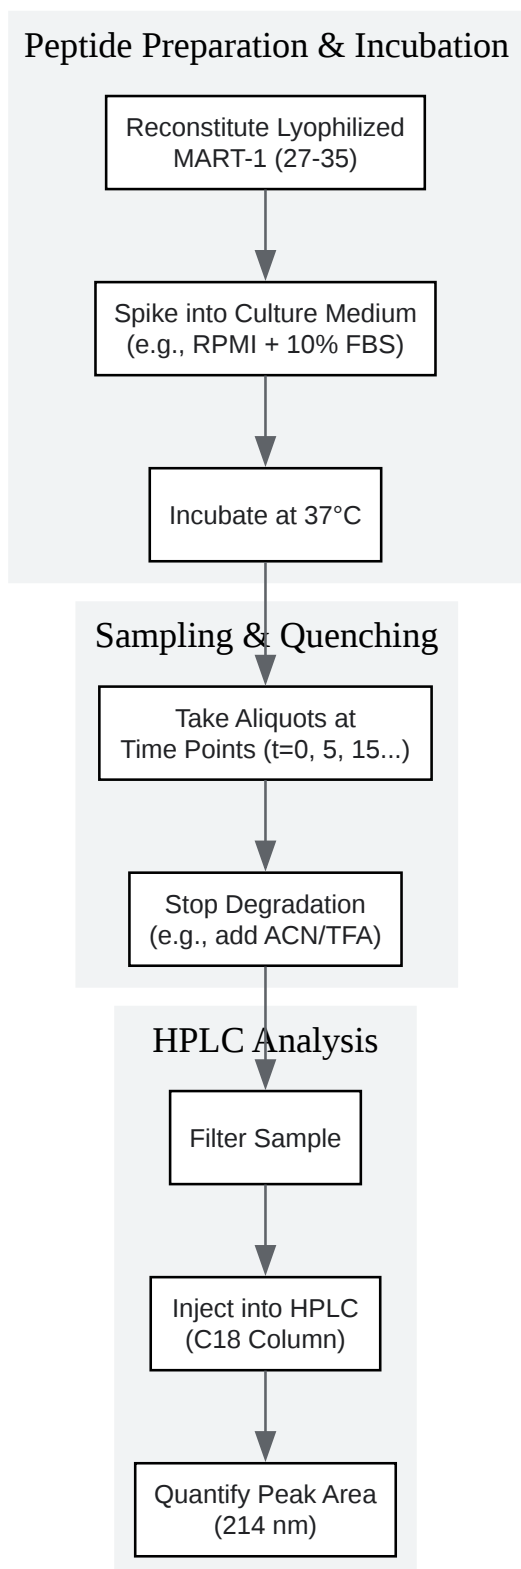 Peptide Preparation & Incubation
Reconstitute Lyophilized
MART-1 (27-35)
Spike into Culture Medium
(e.g., RPMI + 10% FBS)
Incubate at 37°C
Sampling & Quenching
Take Aliquots at
Time Points (t=0, 5, 15...)
Stop Degradation
(e.g., add ACN/TFA)
HPLC Analysis
Filter Sample
Inject into HPLC
(C18 Column)
Quantify Peak Area
(214 nm)